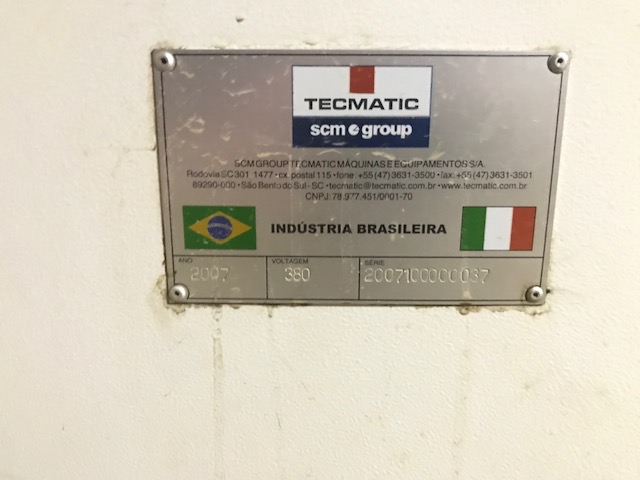 TECMATIC
scm group
SCM GROUP TECMATIC MÁQUINAS E EQUIPAMENTOS S/A.
Rodovia SC 301 1477 • cx. postal 115 • fone: +55 (47) 3631-3500 • fax: +55 (47) 3631-3501
89290-000 • São Bento do Sul - SC • tecmatic@tecmatic.com.br • www.tecmatic.com.br
CNPJ: 78.977.451/0001-70
INDÚSTRIA BRASILEIRA
ANO VOLTAGEM SÉRIE
2007 380 2007100000037